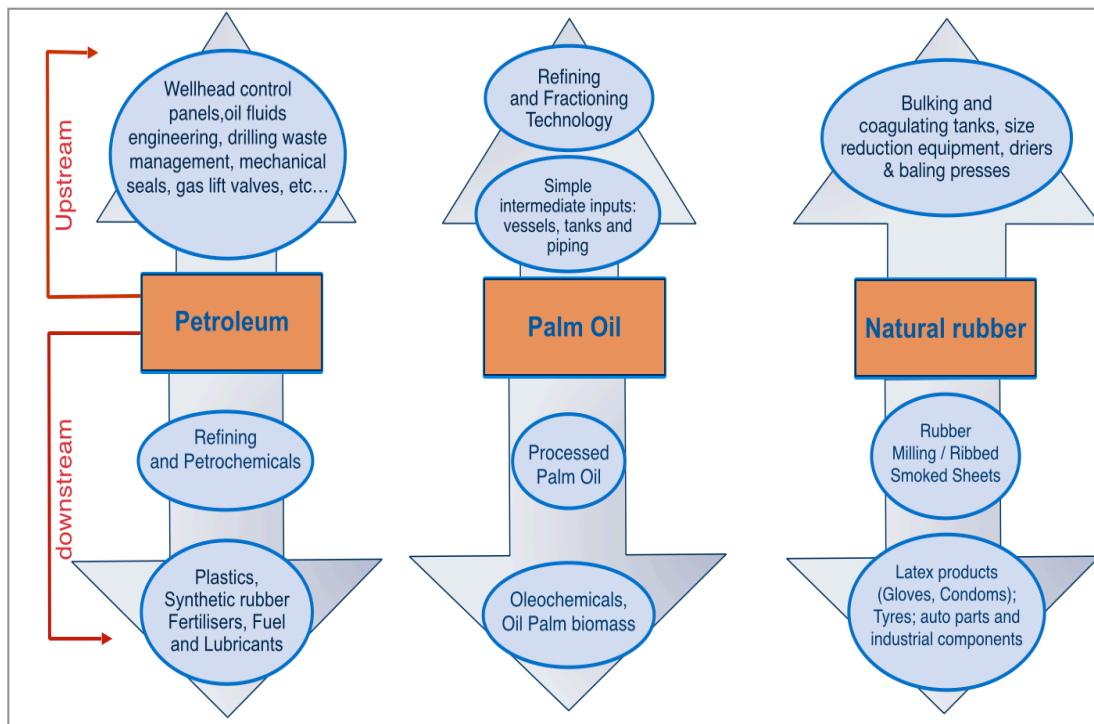 Upstream
downstream
Wellhead control
panels,oil fluids
engineering, drilling waste
management, mechanical
seals, gas lift valves, etc...
Petroleum
Refining
and Petrochemicals
Plastics,
Synthetic rubber
Fertilisers, Fuel
and Lubricants
Refining
and Fractioning
Technology
Simple
intermediate inputs:
vessels, tanks and
piping
Palm Oil
Processed
Palm Oil
Oleochemicals,
Oil Palm biomass
Bulking and
coagulating tanks, size
reduction equipment, driers
& baling presses
Natural rubber
Rubber
Milling / Ribbed
Smoked Sheets
Latex products
(Gloves, Condoms);
Tyres; auto parts and
industrial components